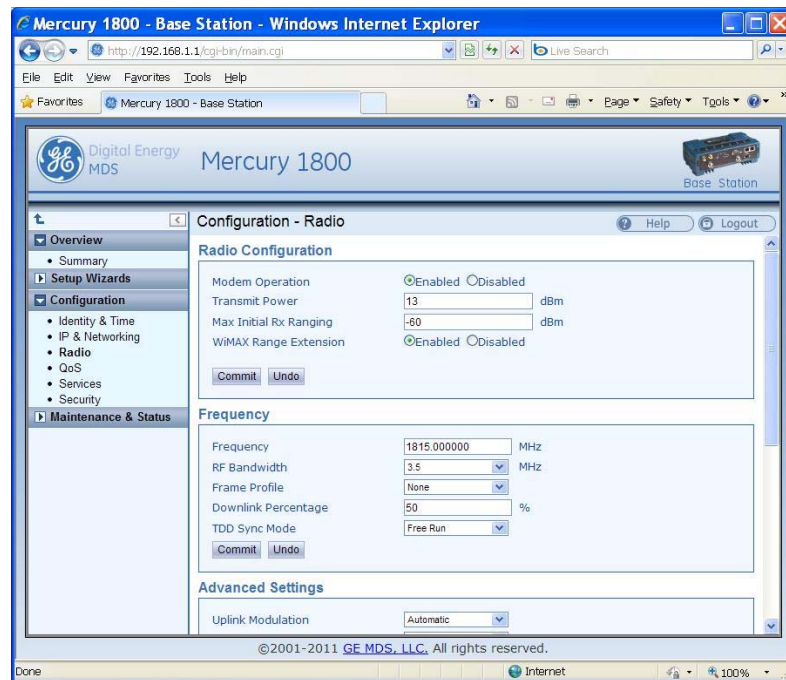 Mercury 1800 - Base Station - Windows Internet Explorer
http://192.168.1.1/cgi-bin/main.cgi
Live Search
File Edit View Favorites Tools Help
Favorites Mercury 1800 - Base Station Page Safety Tools
Digital Energy
MDS
Mercury 1800
Base Station
Configuration - Radio Help Logout
Overview
Summary
Setup Wizards
Configuration
Identity & Time
IP & Networking
Radio
QoS
Services
Security
Maintenance & Status
Radio Configuration
Modem Operation Enabled Disabled
Transmit Power 13 dBm
Max Initial Rx Ranging -60 dBm
WiMAX Range Extension Enabled Disabled
Commit Undo
Frequency
Frequency 1815.000000 MHz
RF Bandwidth 3.5 MHz
Frame Profile None
Downlink Percentage 50 %
TDD Sync Mode Free Run
Commit Undo
Advanced Settings
Uplink Modulation Automatic
©2001-2011 GE MDS, LLC. All rights reserved.
Done Internet 100%